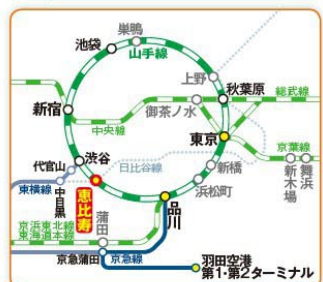 巣鴨
池袋
山手線
上野
秋葉原
総武線
新宿
御茶ノ水
中央線
東京
京葉線
渋谷
代官山
日比谷線
新橋
新木場
舞浜
東横線
中目黒
恵比寿
浜松町
品川
京浜東北線
東海道本線
蒲田
京急蒲田
京急線
羽田空港
第1・第2ターミナル